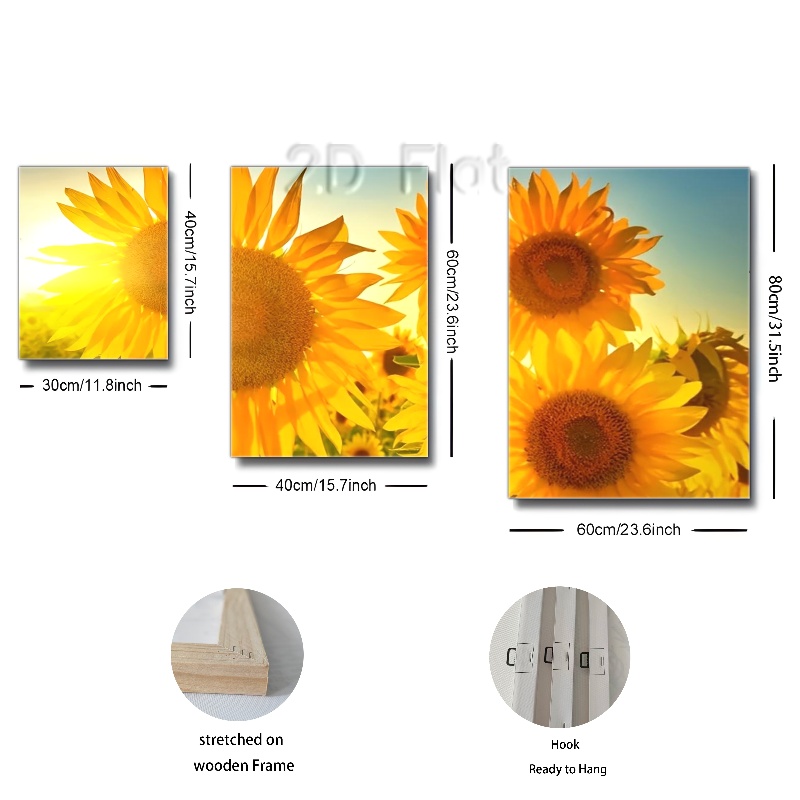 2D Flat
40cm/15.7inch
30cm/11.8inch
60cm/23.6inch
40cm/15.7inch
80cm/31.5inch
60cm/23.6inch
stretched on
wooden Frame
Hook
Ready to Hang